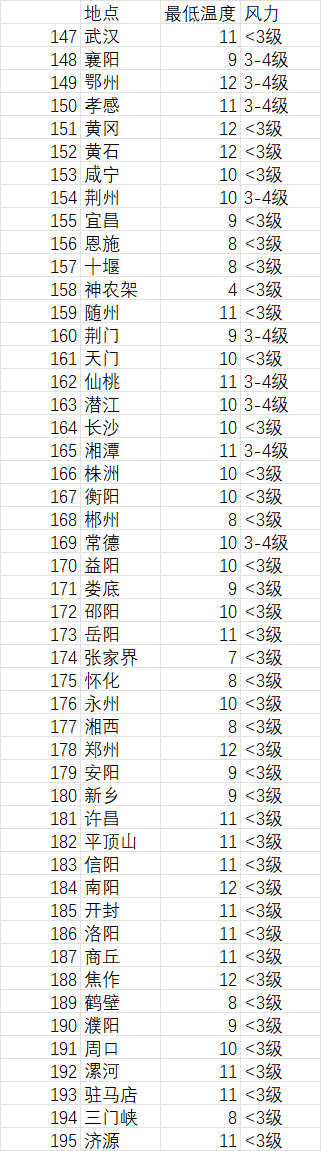 地点 最低温度 风力
147 武汉 11 <3级
148 襄阳 9 3-4级
149 鄂州 12 3-4级
150 孝感 11 3-4级
151 黄冈 12 <3级
152 黄石 12 <3级
153 咸宁 10 <3级
154 荆州 10 3-4级
155 宜昌 9 <3级
156 恩施 8 <3级
157 十堰 8 <3级
158 神农架 4 <3级
159 随州 11 <3级
160 荆门 9 3-4级
161 天门 10 <3级
162 仙桃 11 3-4级
163 潜江 10 3-4级
164 长沙 10 <3级
165 湘潭 11 3-4级
166 株洲 10 <3级
167 衡阳 10 <3级
168 郴州 8 <3级
169 常德 10 3-4级
170 益阳 10 <3级
171 娄底 9 <3级
172 邵阳 10 <3级
173 岳阳 11 <3级
174 张家界 7 <3级
175 怀化 8 <3级
176 永州 10 <3级
177 湘西 8 <3级
178 郑州 12 <3级
179 安阳 9 <3级
180 新乡 9 <3级
181 许昌 11 <3级
182 平顶山 11 <3级
183 信阳 11 <3级
184 南阳 12 <3级
185 开封 11 <3级
186 洛阳 11 <3级
187 商丘 11 <3级
188 焦作 12 <3级
189 鹤壁 8 <3级
190 濮阳 9 <3级
191 周口 10 <3级
192 漯河 11 <3级
193 驻马店 11 <3级
194 三门峡 8 <3级
195 济源 11 <3级